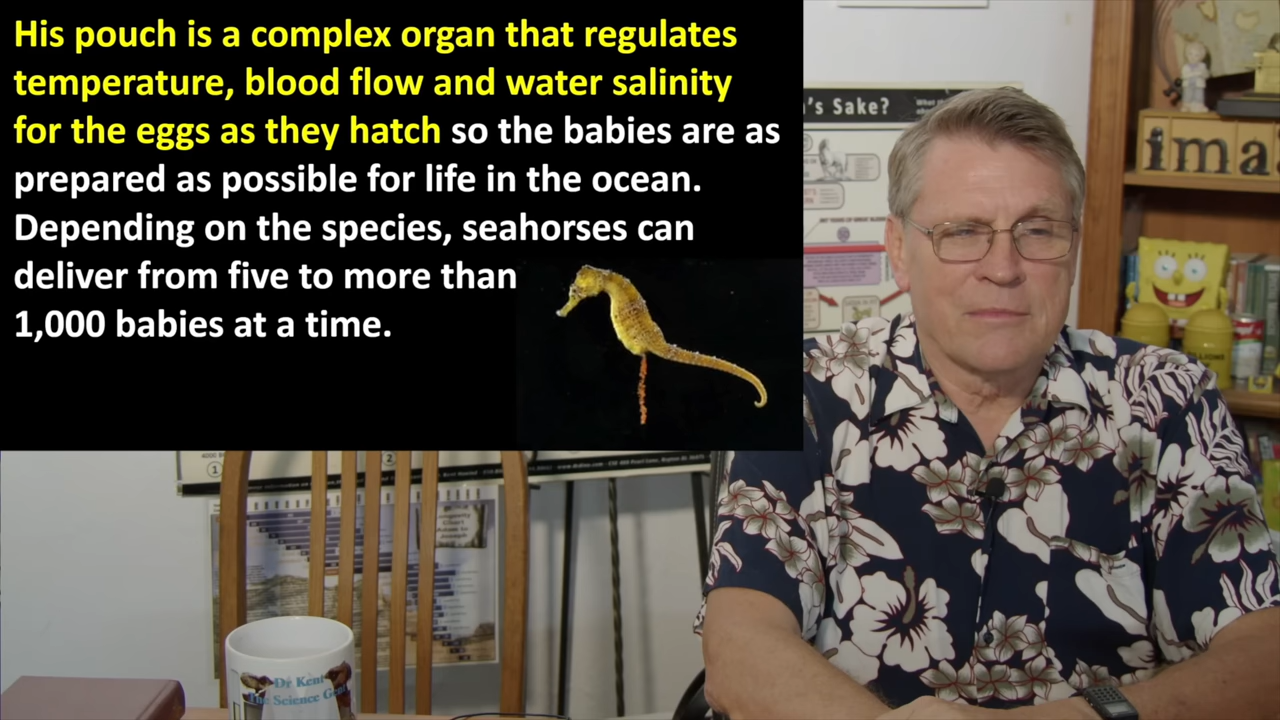 His pouch is a complex organ that regulates
temperature, blood flow and water salinity
for the eggs as they hatch so the babies are as
prepared as possible for life in the ocean.
Depending on the species, seahorses can
deliver from five to more than
1,000 babies at a time.
's Sake?
ima
Dr Kent
The Science